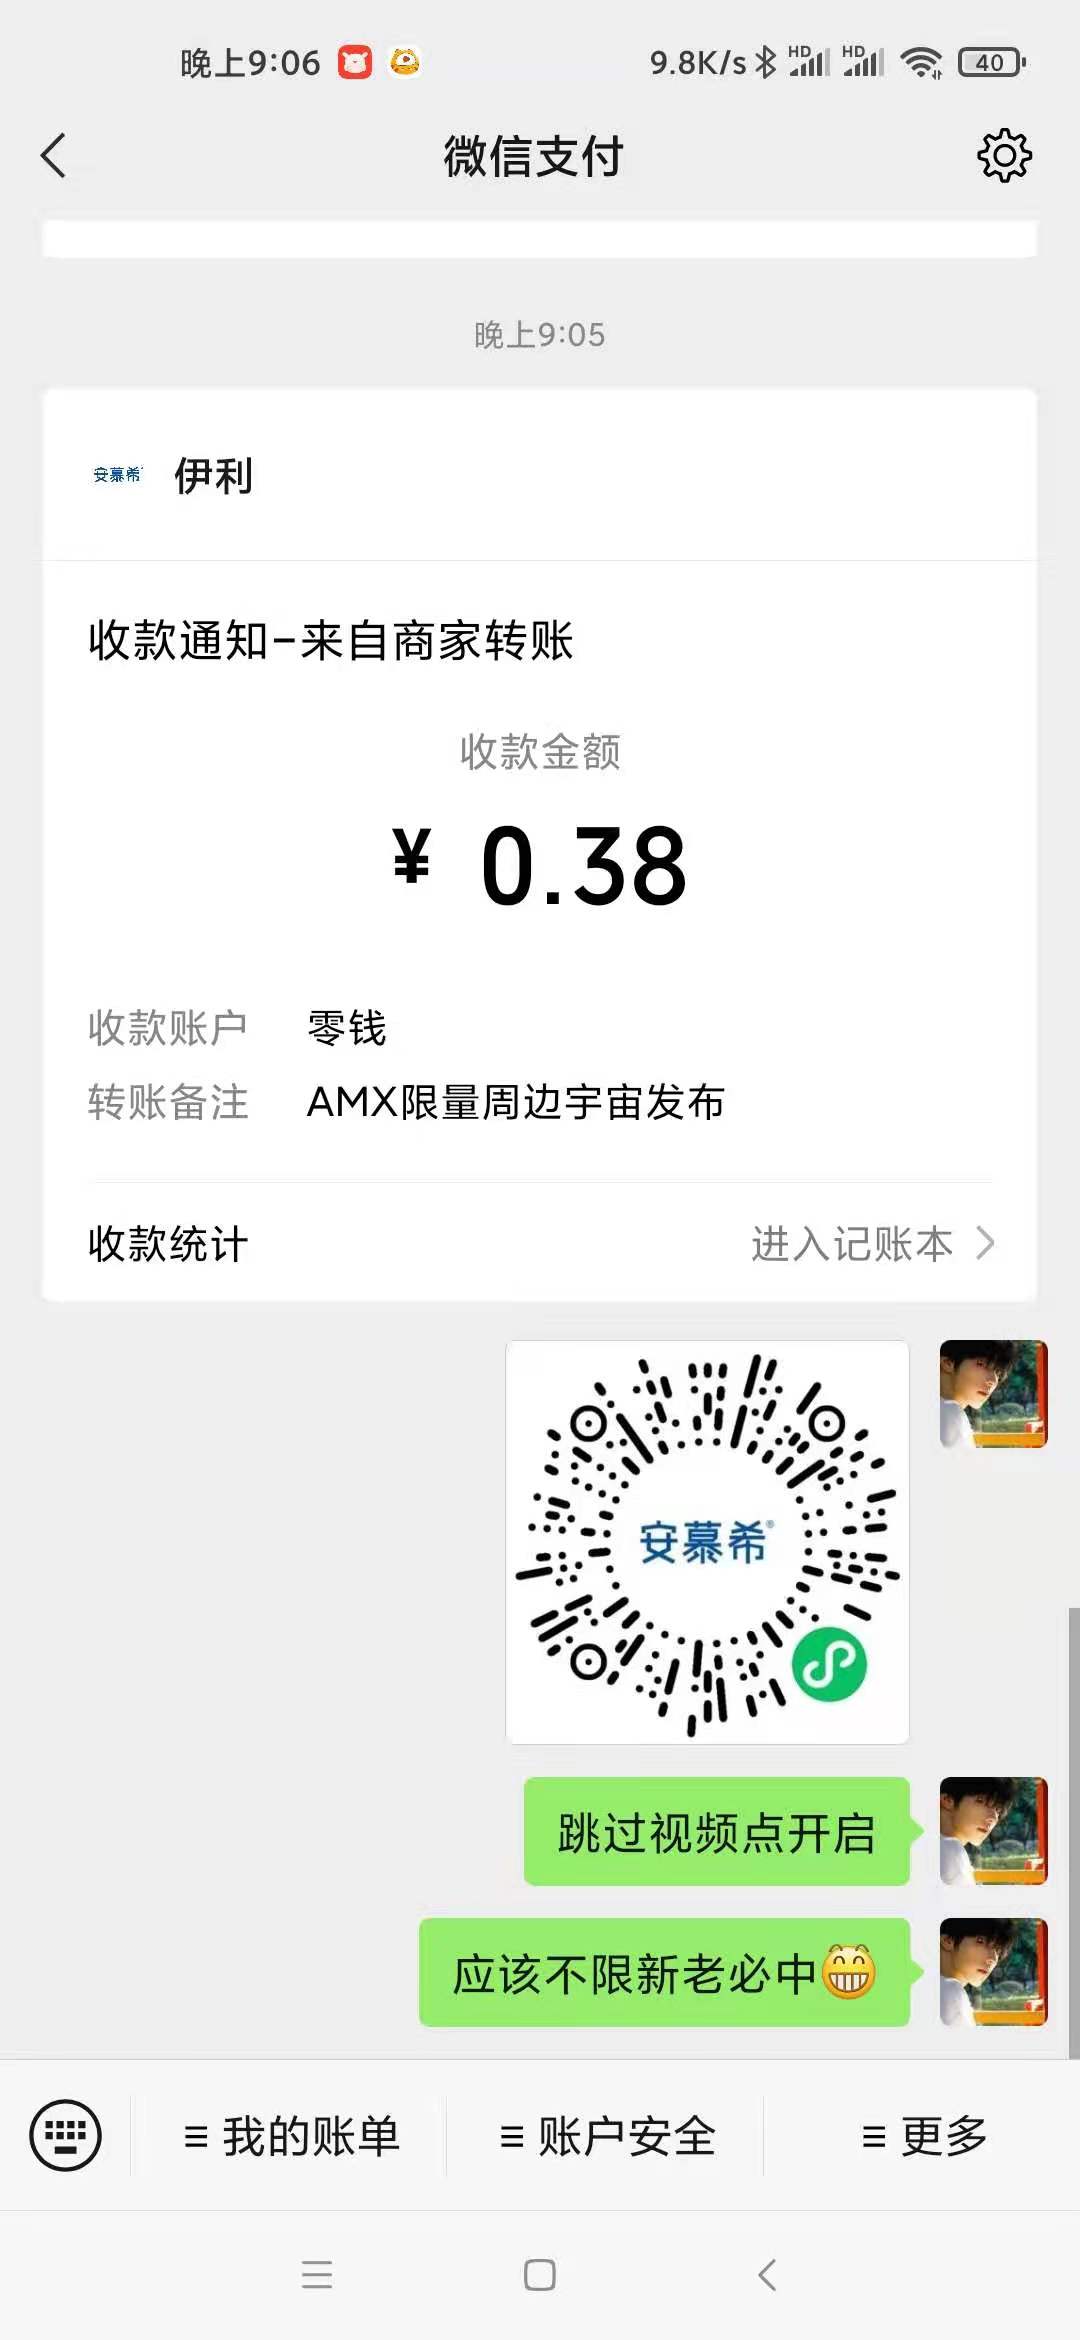 晚上9:06
9.8K/s HD HD 40
微信支付
晚上9:05
安慕希 伊利
收款通知-来自商家转账
收款金额
¥ 0.38
收款账户 零钱
转账备注 AMX限量周边宇宙发布
收款统计 进入记账本
安慕希®
跳过视频点开启
应该不限新老必中😁
我的账单 账户安全 更多